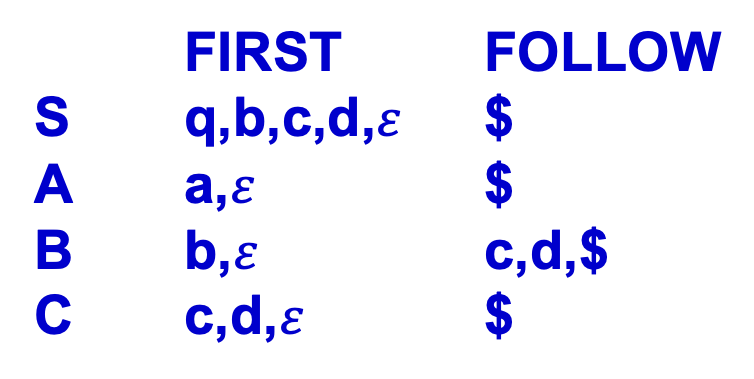 FIRST FOLLOW
S q,b,c,d,ε $
A a,ε $
B b,ε c,d,$
C c,d,ε $